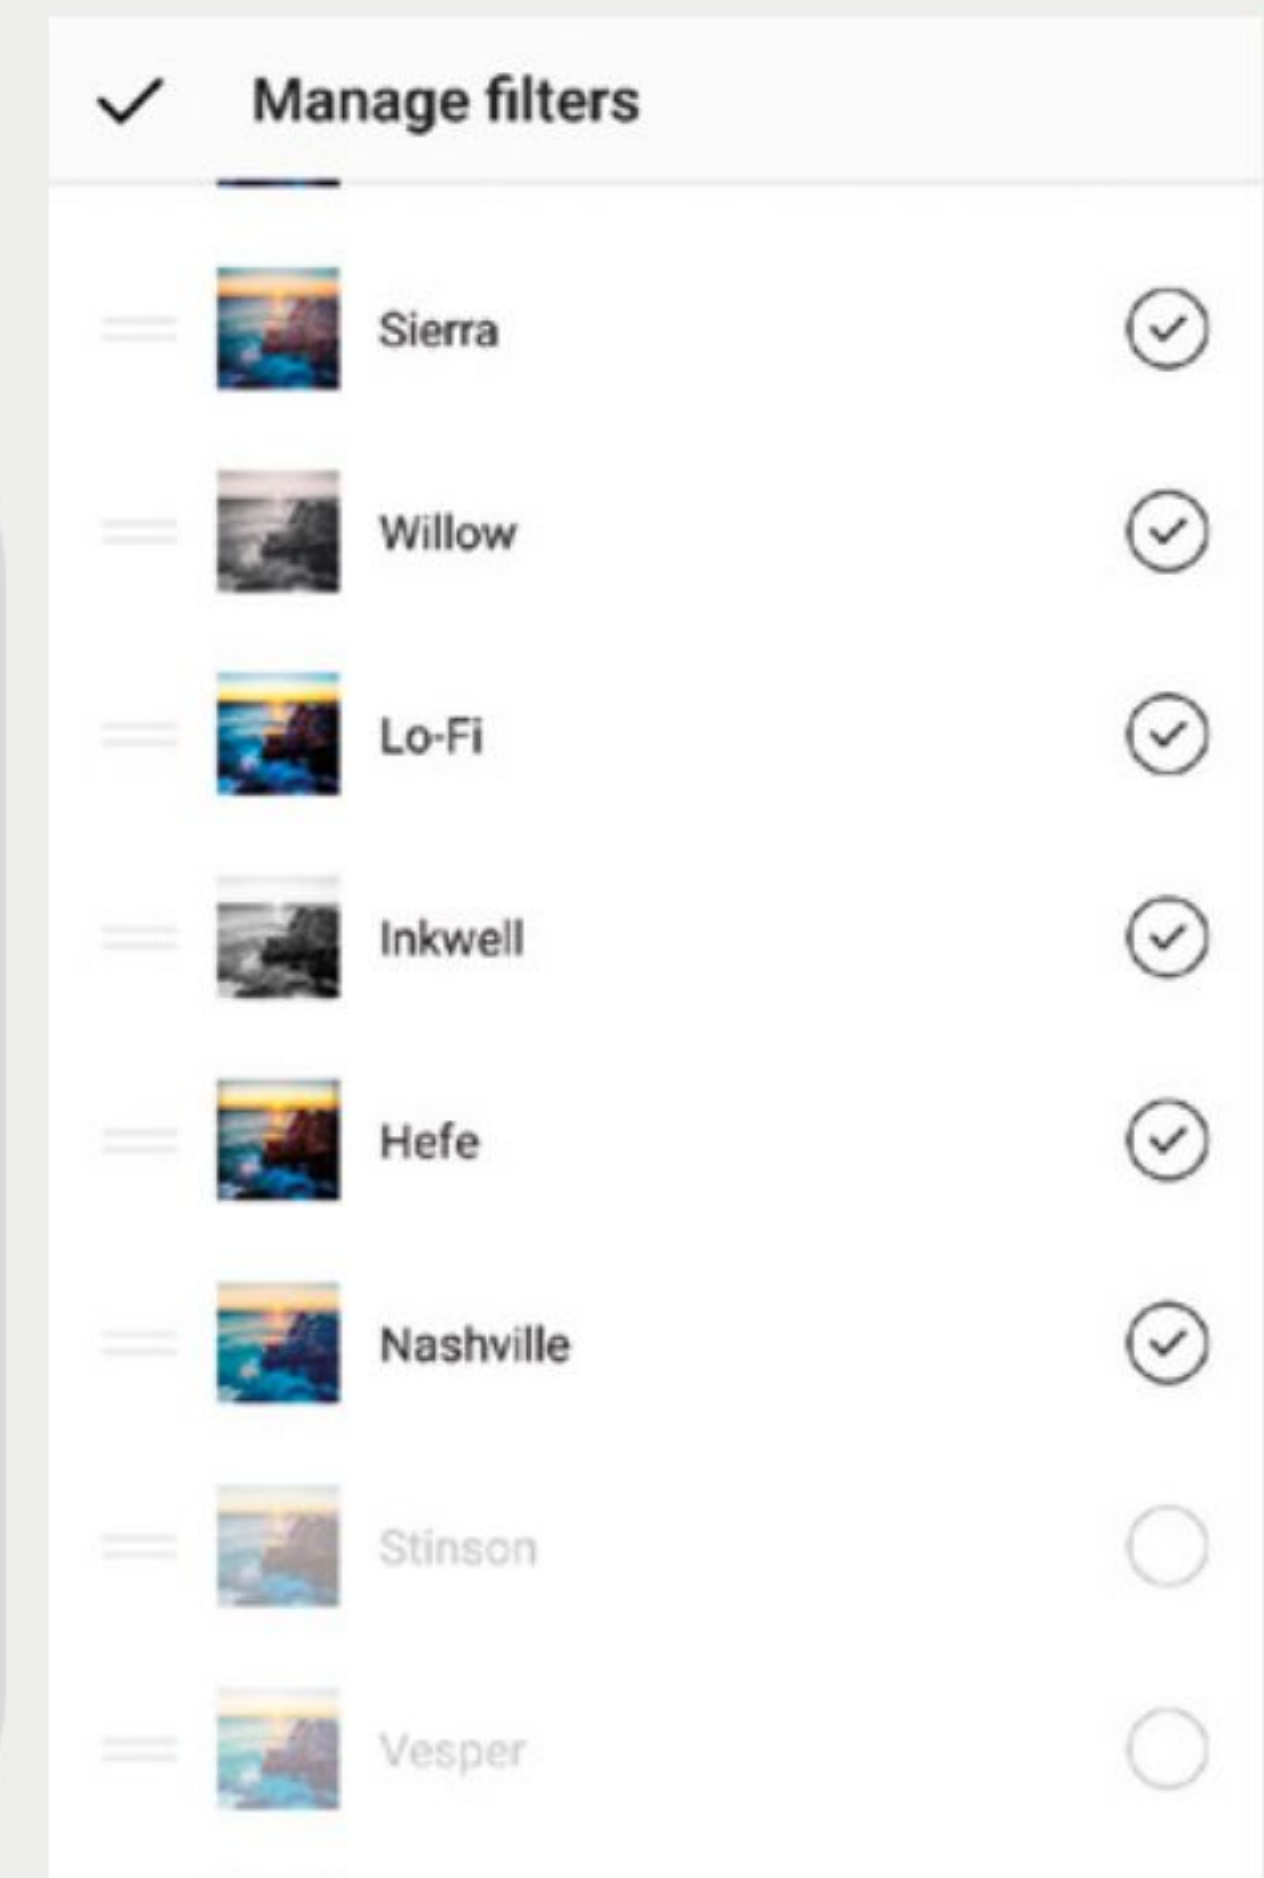 Manage filters
Sierra
Willow
Lo-Fi
Inkwell
Hefe
Nashville
Stinson
Vesper